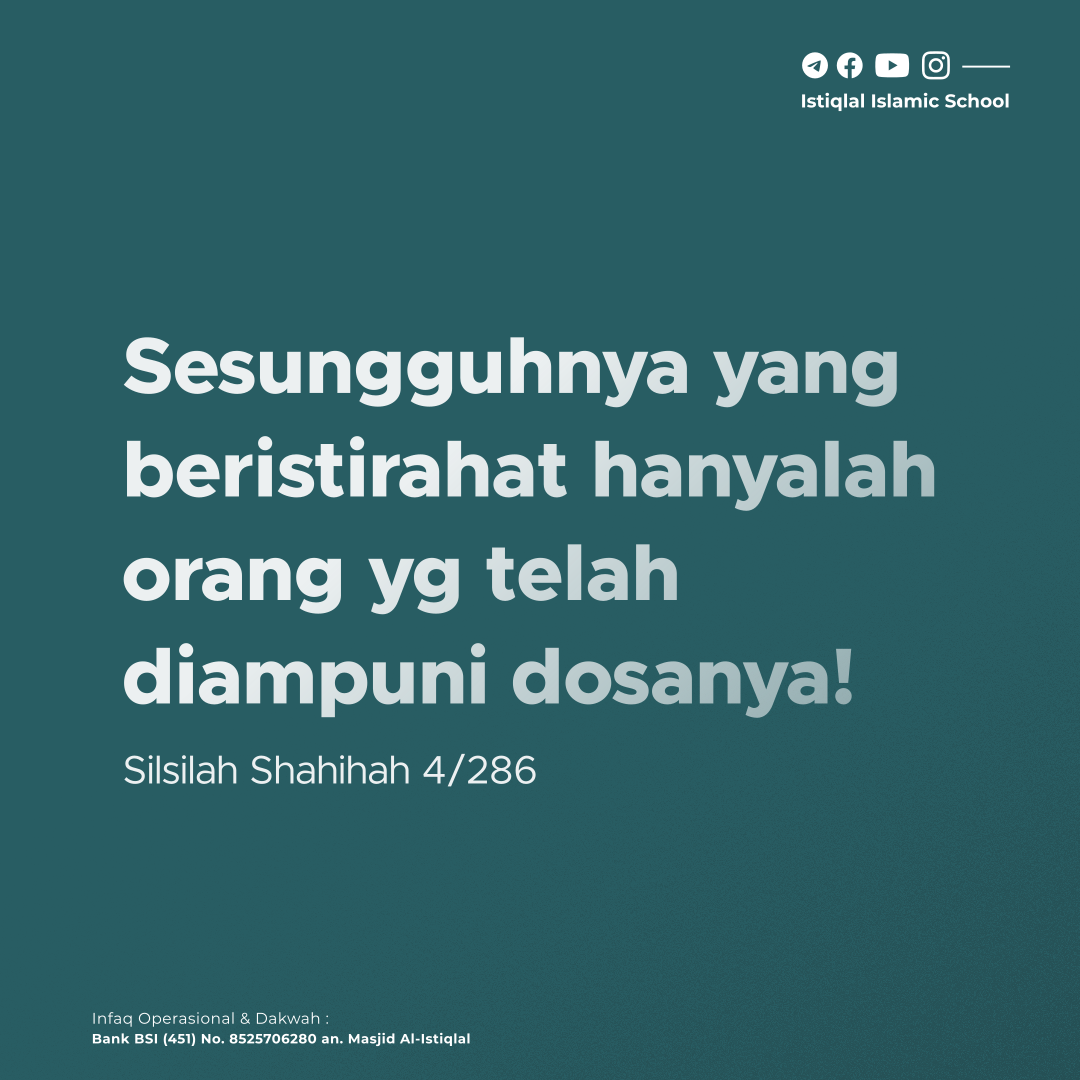 Istiqlal Islamic School
Sesungguhnya yang
beristirahat hanyalah
orang yg telah
diampuni dosanya!
Silsilah Shahihah 4/286
Infaq Operasional & Dakwah :
Bank BSI (451) No. 8525706280 an. Masjid Al-Istiqlal